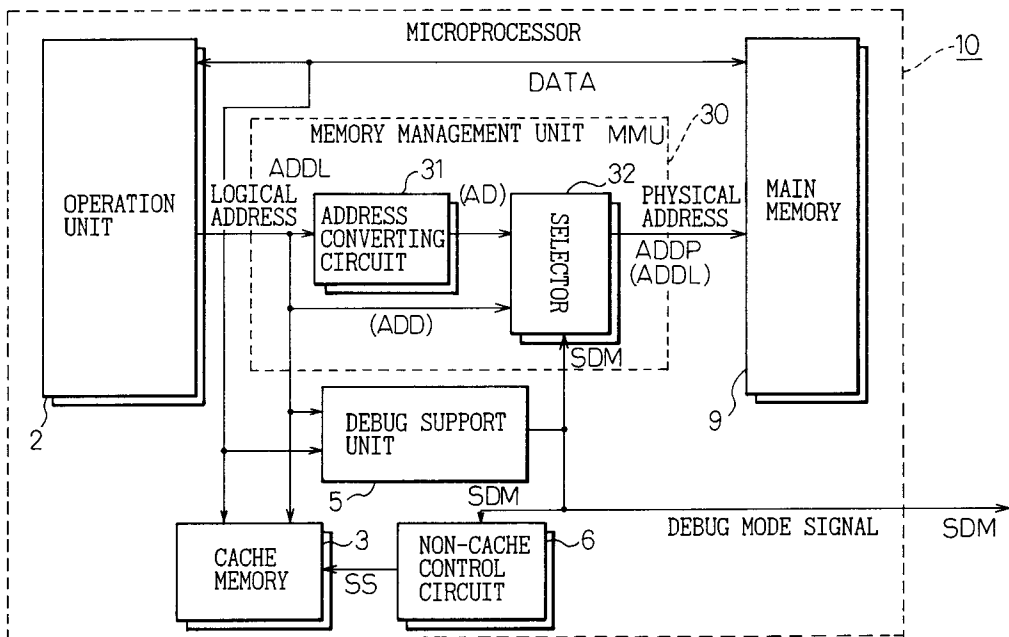 MICROPROCESSOR
10
DATA
MEMORY MANAGEMENT UNIT MMU
30
OPERATION
UNIT
2
ADDL
LOGICAL
ADDRESS
31
ADDRESS
CONVERTING
CIRCUIT
(AD)
32
SELECTOR
(ADD)
SDM
PHYSICAL
ADDRESS
ADDP
(ADDL)
MAIN
MEMORY
9
DEBUG SUPPORT
UNIT
5
SDM
DEBUG MODE SIGNAL
SDM
CACHE
MEMORY
3
SS
NON-CACHE
CONTROL
CIRCUIT
6